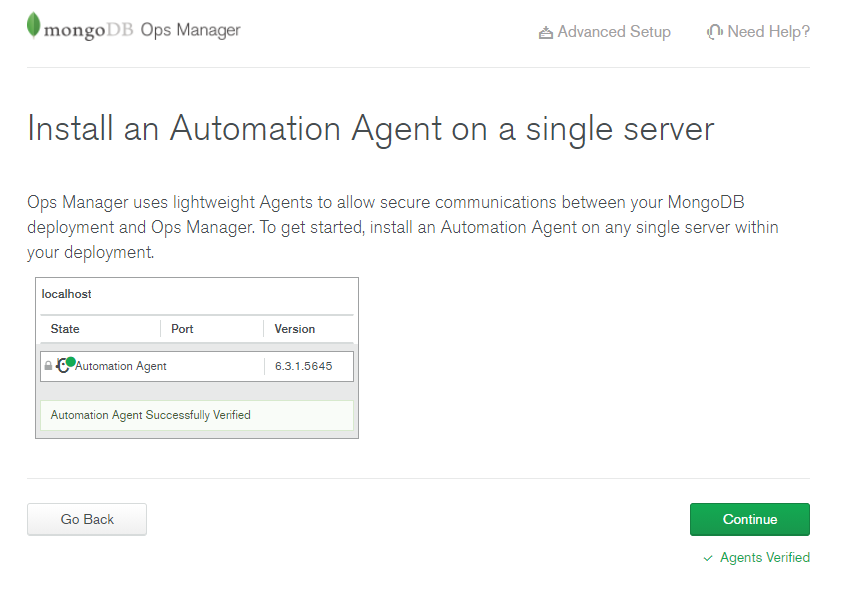 mongoDB Ops Manager
Advanced Setup
Need Help?
Install an Automation Agent on a single server
Ops Manager uses lightweight Agents to allow secure communications between your MongoDB
deployment and Ops Manager. To get started, install an Automation Agent on any single server within
your deployment.
localhost
State Port Version
Automation Agent 6.3.1.5645
Automation Agent Successfully Verified
Go Back
Continue
Agents Verified